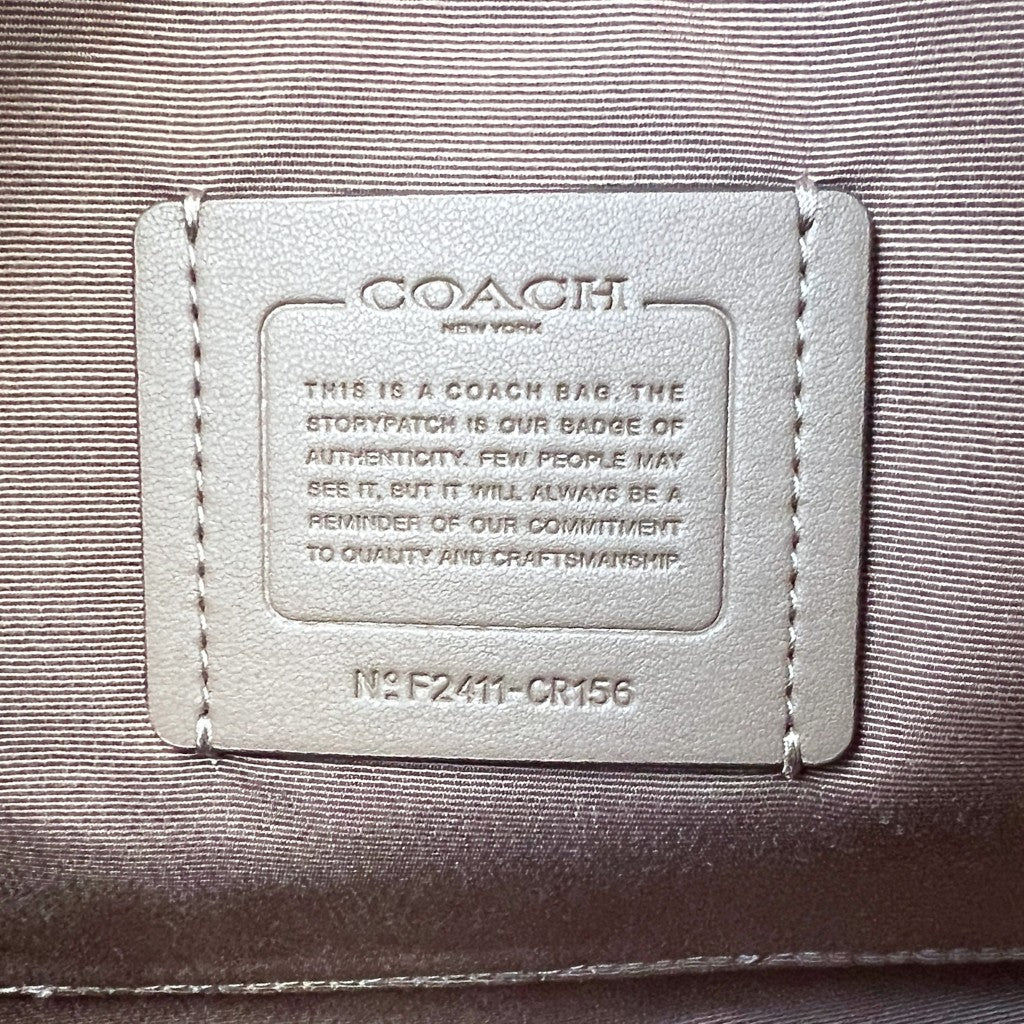 COACH
NEW YORK
THIS IS A COACH BAG. THE
STORYPATCH IS OUR BADGE OF
AUTHENTICITY. FEW PEOPLE MAY
SEE IT, BUT IT WILL ALWAYS BE A
REMINDER OF OUR COMMITMENT
TO QUALITY AND CRAFTSMANSHIP.
Nº F2411-CR156